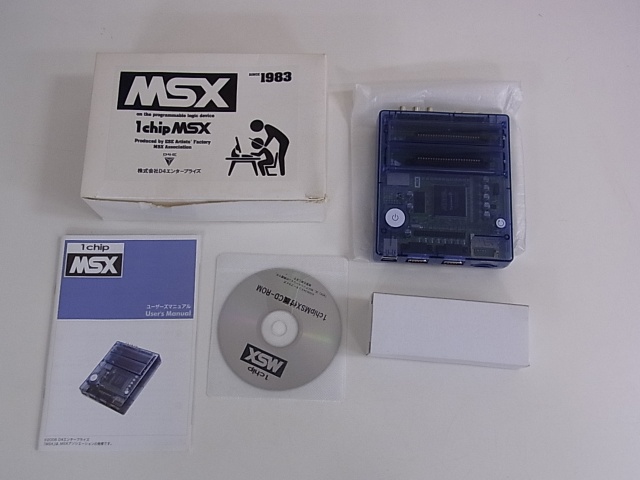 MSX
SINCE 1983
on the programmable logic device
1chipMSX
Produced by GEE Artists' Factory
MSX Association
株式会社D4エンタープライズ
1chip
MSX
ユーザーズマニュアル
User's Manual
1chipMSX付属CD-ROM
1chip
MSX